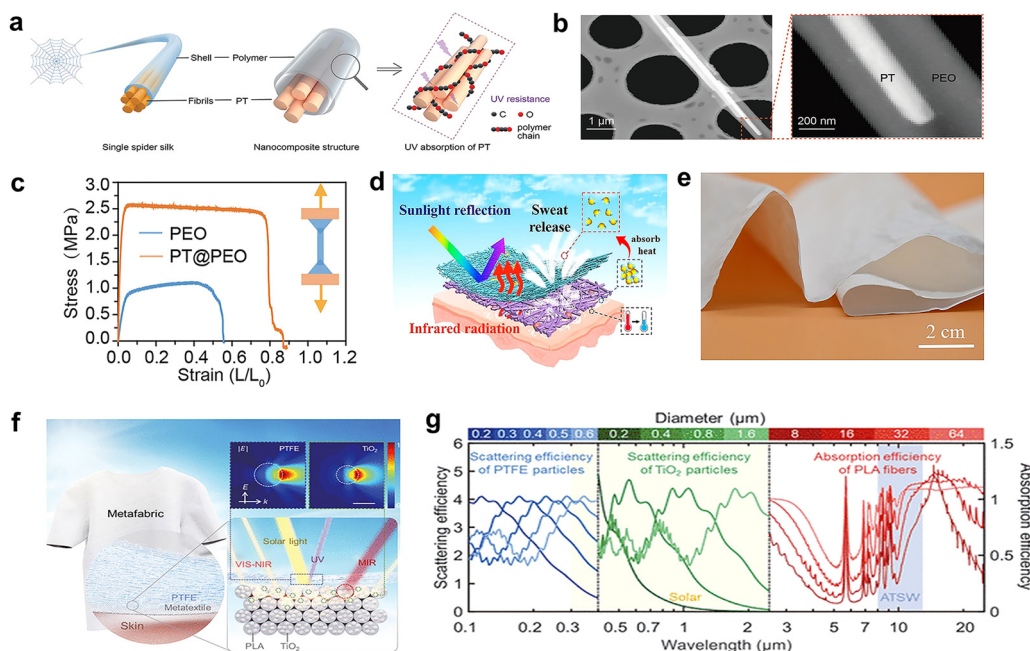 a
Shell
Polymer
Fibrils
PT
Single spider silk
Nanocomposite structure
UV resistance
C
O
polymer
chain
UV absorption of PT
b
1 μm
PT
PEO
200 nm
c
3.0
2.5
2.0
1.5
1.0
0.5
0.0
Stress (MPa)
PEO
PT@PEO
0 0.2 0.4 0.6 0.8 1.0 1.2
Strain (L/L0)
d
Sunlight reflection
Sweat
release
absorb
heat
Infrared radiation
e
2 cm
f
Metafabric
PTFE
Metatextile
Skin
|E|
PTFE
TiO2
E
k
1
Solar light
VIS-NIR
UV
MIR
PLA
TiO2
g
Diameter (μm)
0.2 0.3 0.4 0.5 0.6
0.2 0.4 0.8 1.6
8 16 32 64
Scattering efficiency
of PTFE particles
Scattering efficiency
of TiO2 particles
Absorption efficiency
of PLA fibers
6
5
4
3
2
1
0
Scattering efficiency
1.5
1
0.5
0
Absorption efficiency
Solar
ATSW
0.1 0.2 0.3 0.5 0.7 1 2 3 5 7 10 20
Wavelength (μm)